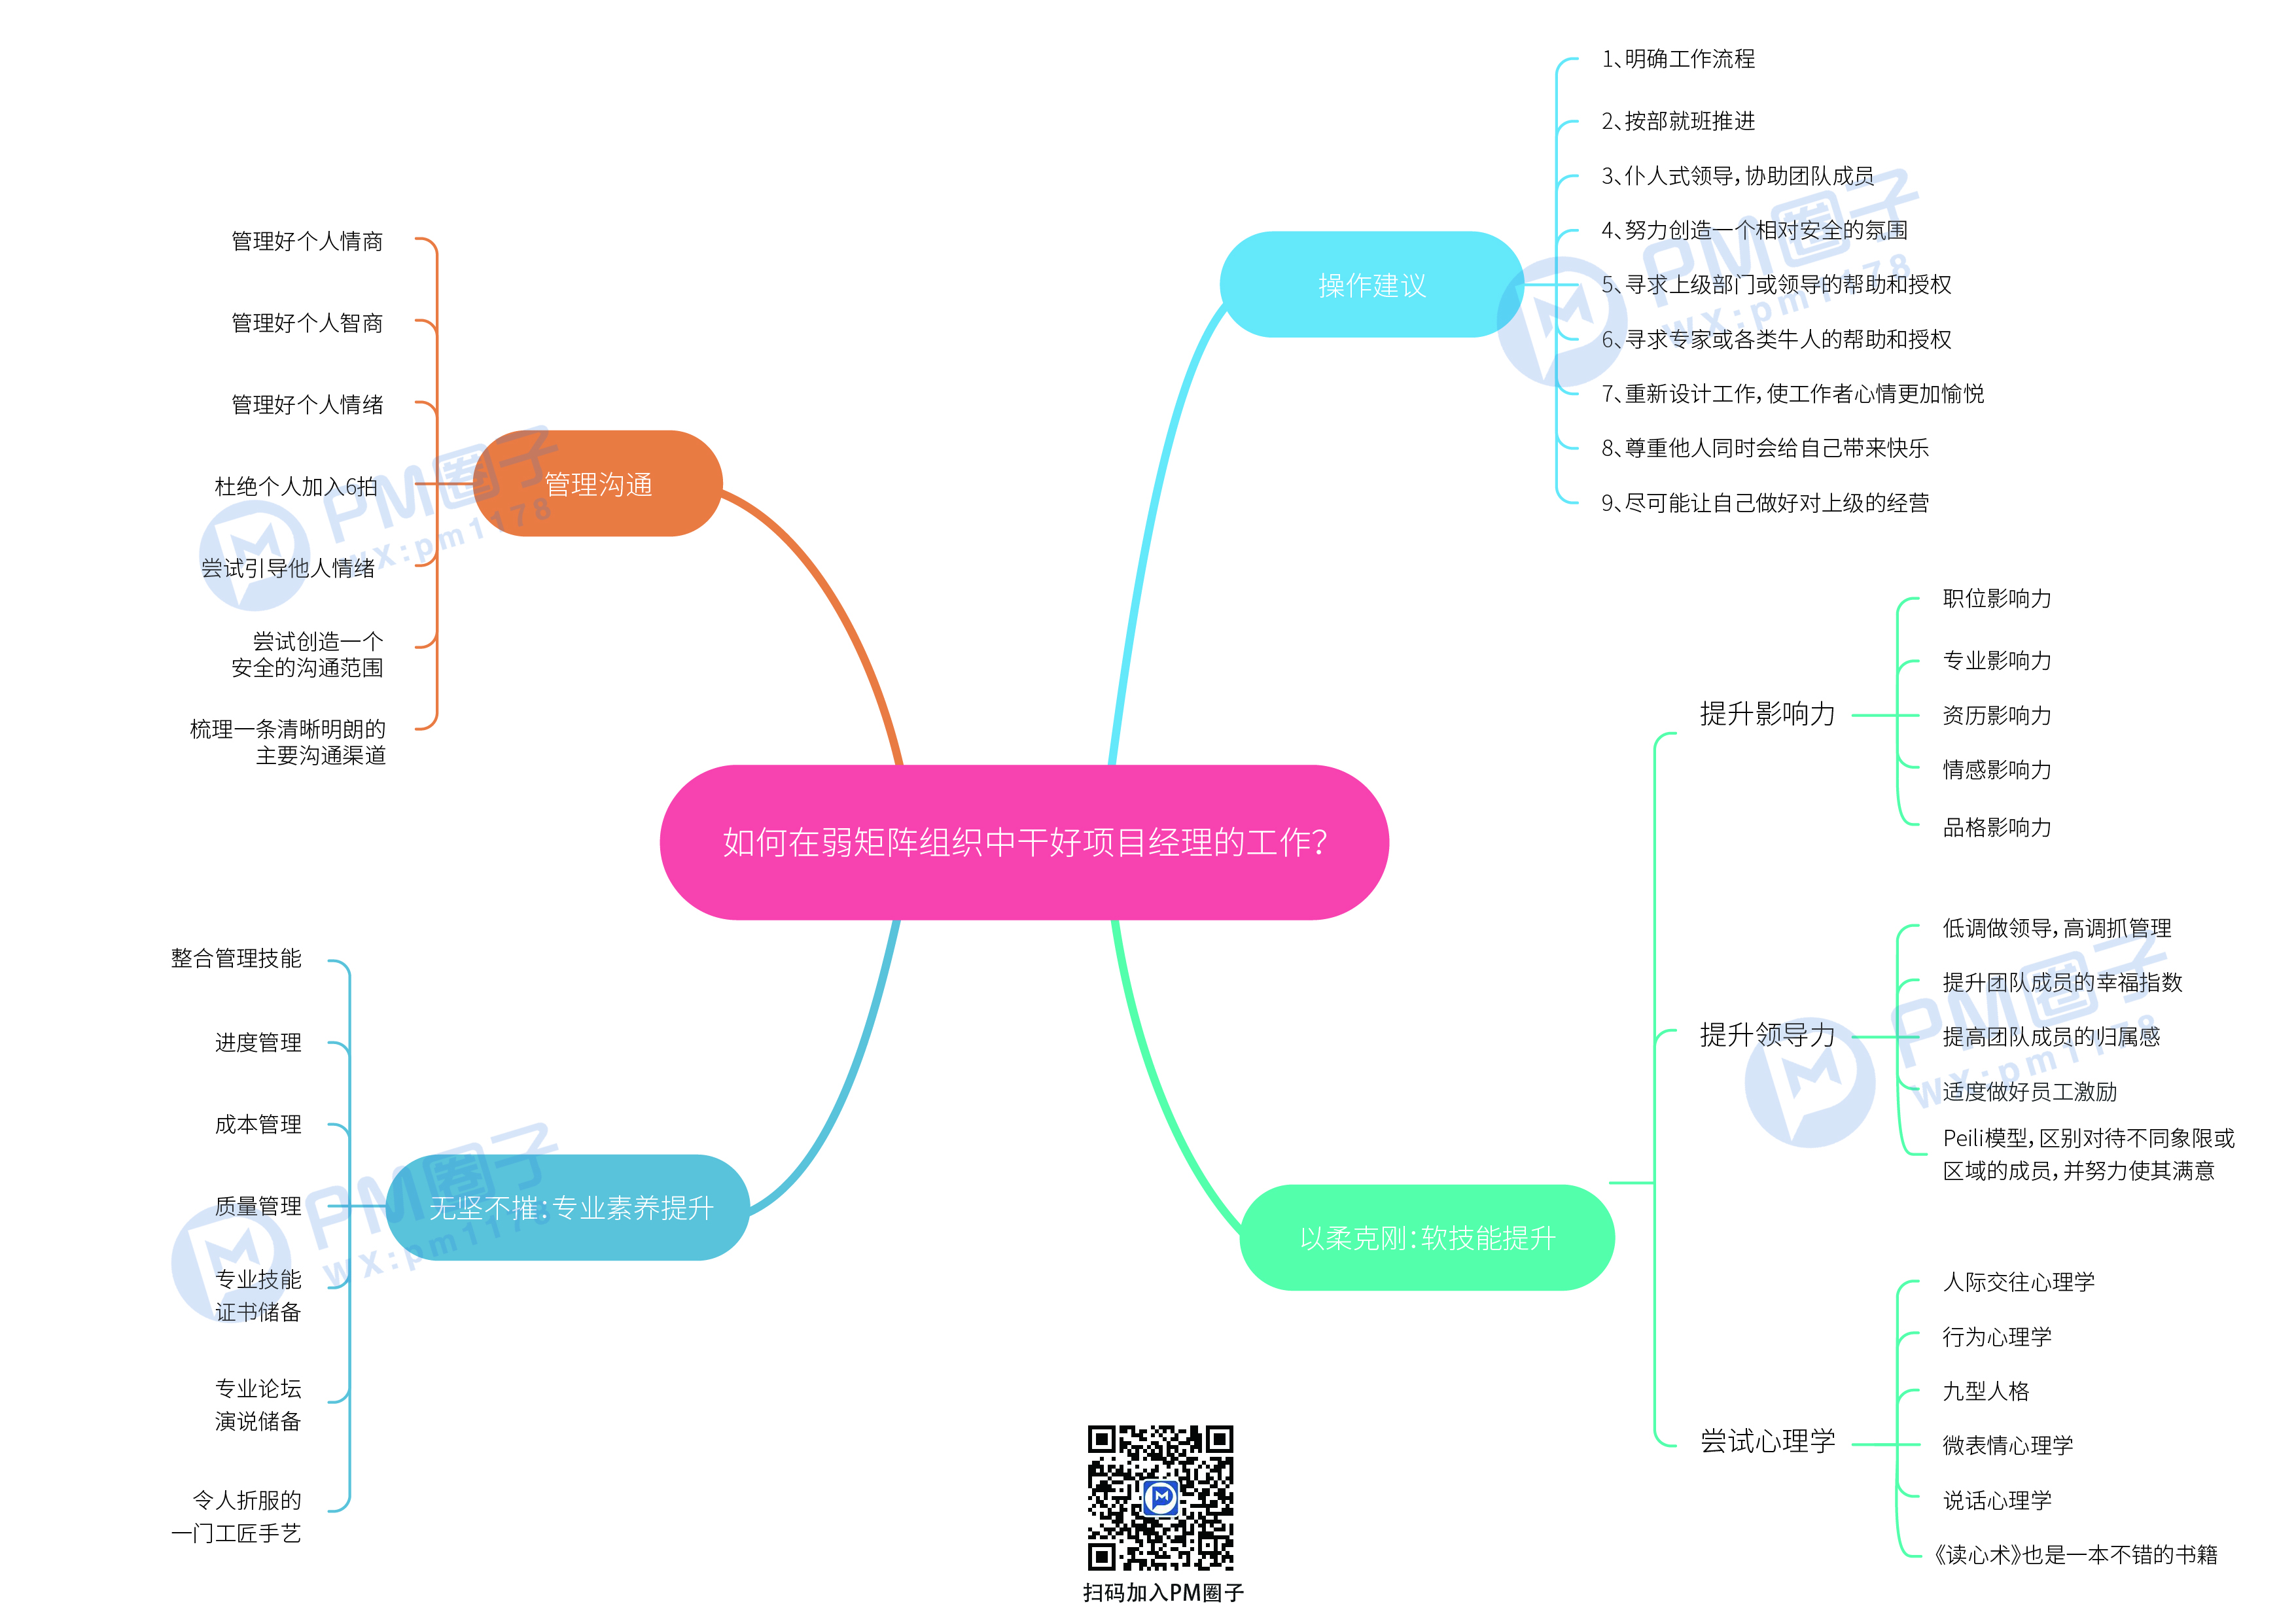 如何在弱矩阵组织中干好项目经理的工作？
操作建议
1、明确工作流程
2、按部就班推进
3、仆人式领导，协助团队成员
4、努力创造一个相对安全的氛围
5、寻求上级部门或领导的帮助和授权
6、寻求专家或各类牛人的帮助和授权
7、重新设计工作，使工作者心情更加愉悦
8、尊重他人同时会给自己带来快乐
9、尽可能让自己做好对上级的经营
以柔克刚：软技能提升
提升影响力
职位影响力
专业影响力
资历影响力
情感影响力
品格影响力
提升领导力
低调做领导，高调抓管理
提升团队成员的幸福指数
提高团队成员的归属感
适度做好员工激励
Peili模型，区别对待不同象限或
区域的成员，并努力使其满意
尝试心理学
人际交往心理学
行为心理学
九型人格
微表情心理学
说话心理学
《读心术》也是一本不错的书籍
管理沟通
管理好个人情商
管理好个人智商
管理好个人情绪
杜绝个人加入6拍
尝试引导他人情绪
尝试创造一个
安全的沟通范围
梳理一条清晰明朗的
主要沟通渠道
无坚不摧：专业素养提升
整合管理技能
进度管理
成本管理
质量管理
专业技能
证书储备
专业论坛
演说储备
令人折服的
一门工匠手艺
扫码加入PM圈子
PM圈子
wx:pm1178
PM圈子
wx:pm1178
PM圈子
wx:pm1178
PM圈子
wx:pm1178